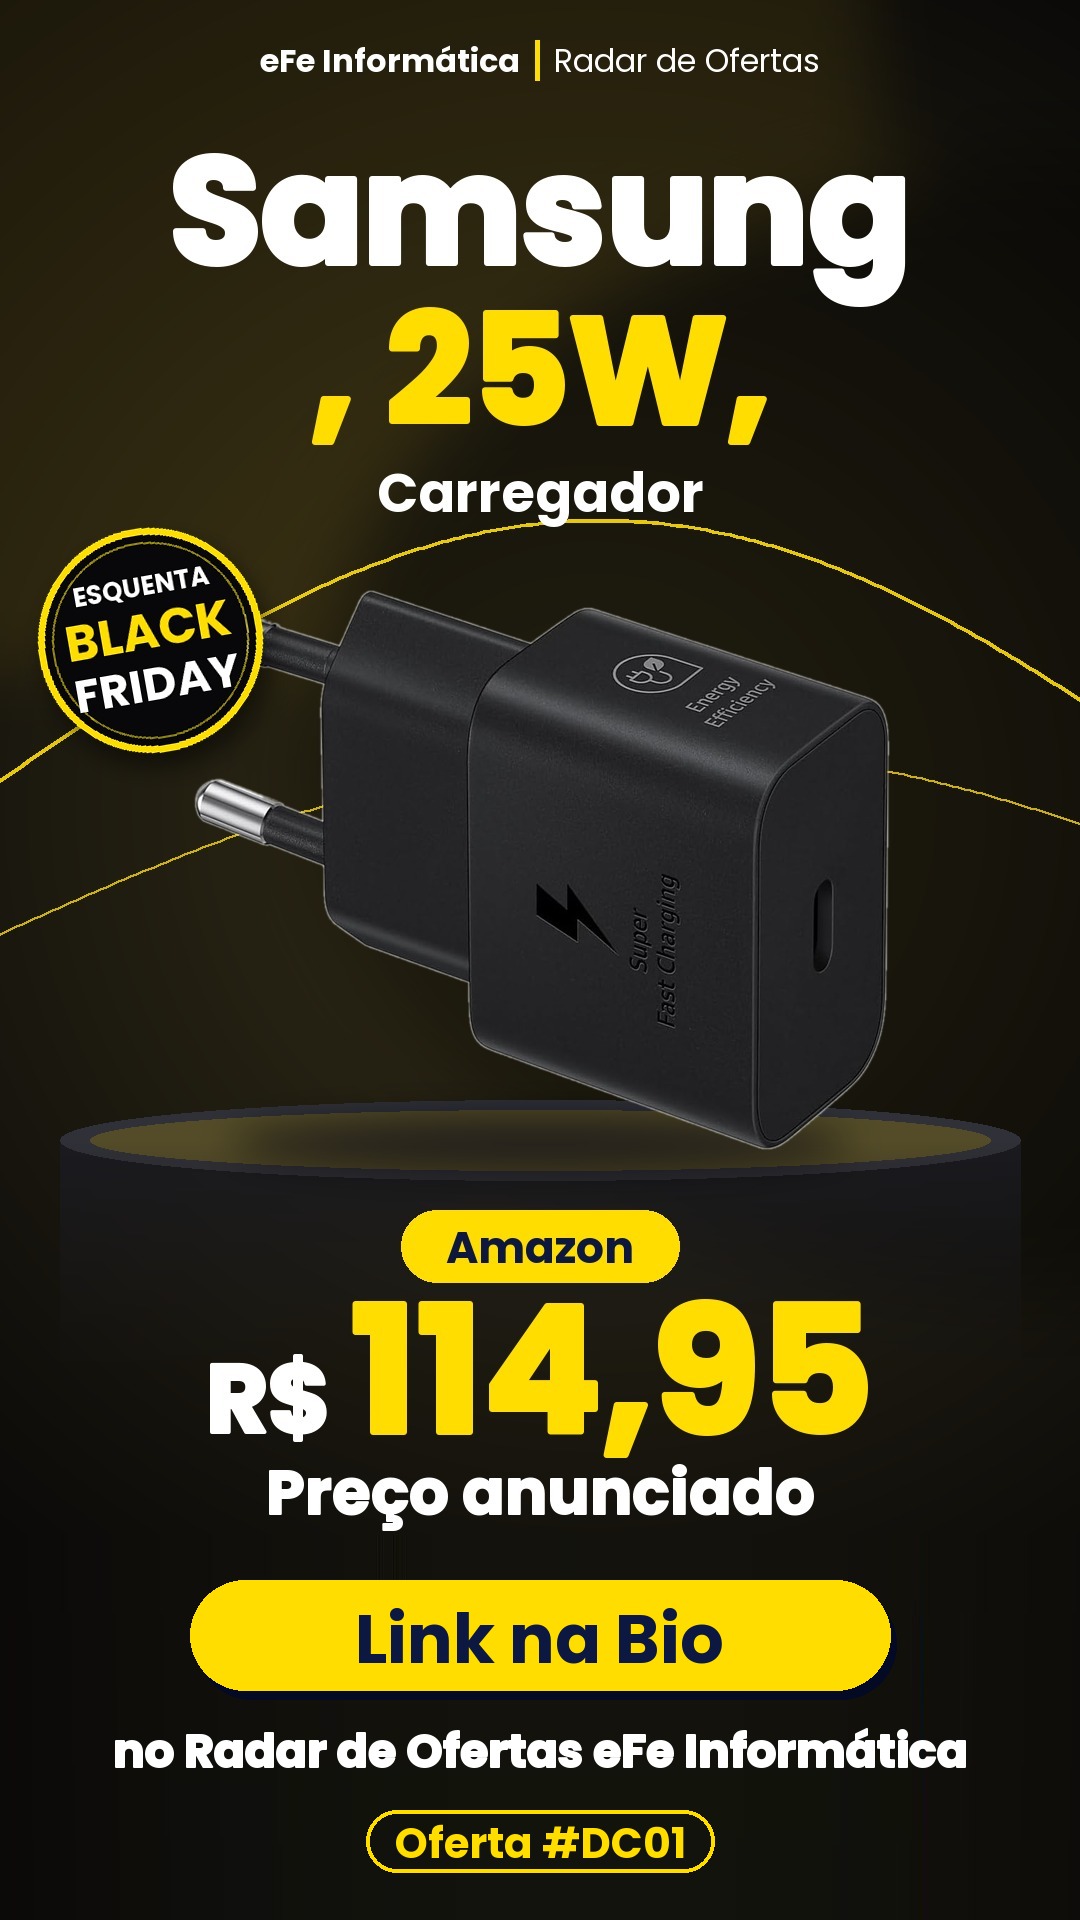 eFe Informática | Radar de Ofertas
Samsung
, 25W,
Carregador
ESQUENTA
BLACK
FRIDAY
Energy
Efficiency
Super
Fast Charging
Amazon
R$ 114,95
Preço anunciado
Link na Bio
no Radar de Ofertas eFe Informática
Oferta #DC01